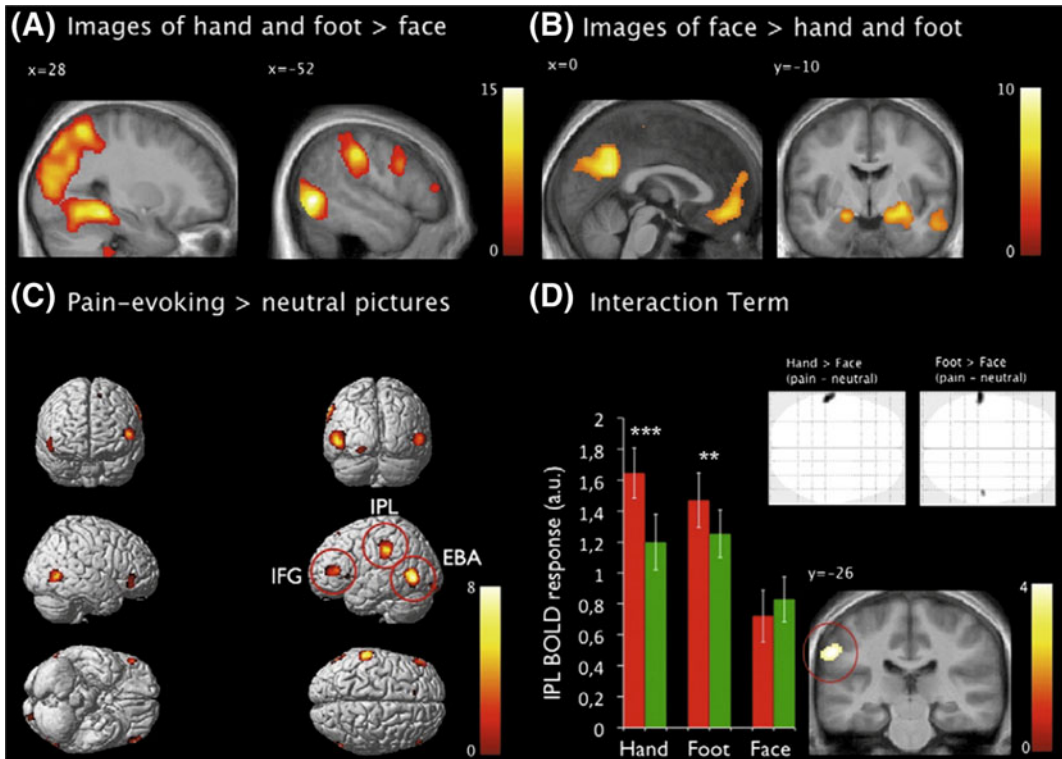 (A) Images of hand and foot > face
x=28
x=-52
15
0
(B) Images of face > hand and foot
x=0
y=-10
10
0
(C) Pain-evoking > neutral pictures
IPL
IFG
EBA
8
0
(D) Interaction Term
Hand > Face
(pain - neutral)
Foot > Face
(pain - neutral)
IPL BOLD response (a.u.)
2
1,8
1,6
1,4
1,2
1
0,8
0,6
0,4
0,2
0
***
**
Hand Foot Face
y=-26
4
0